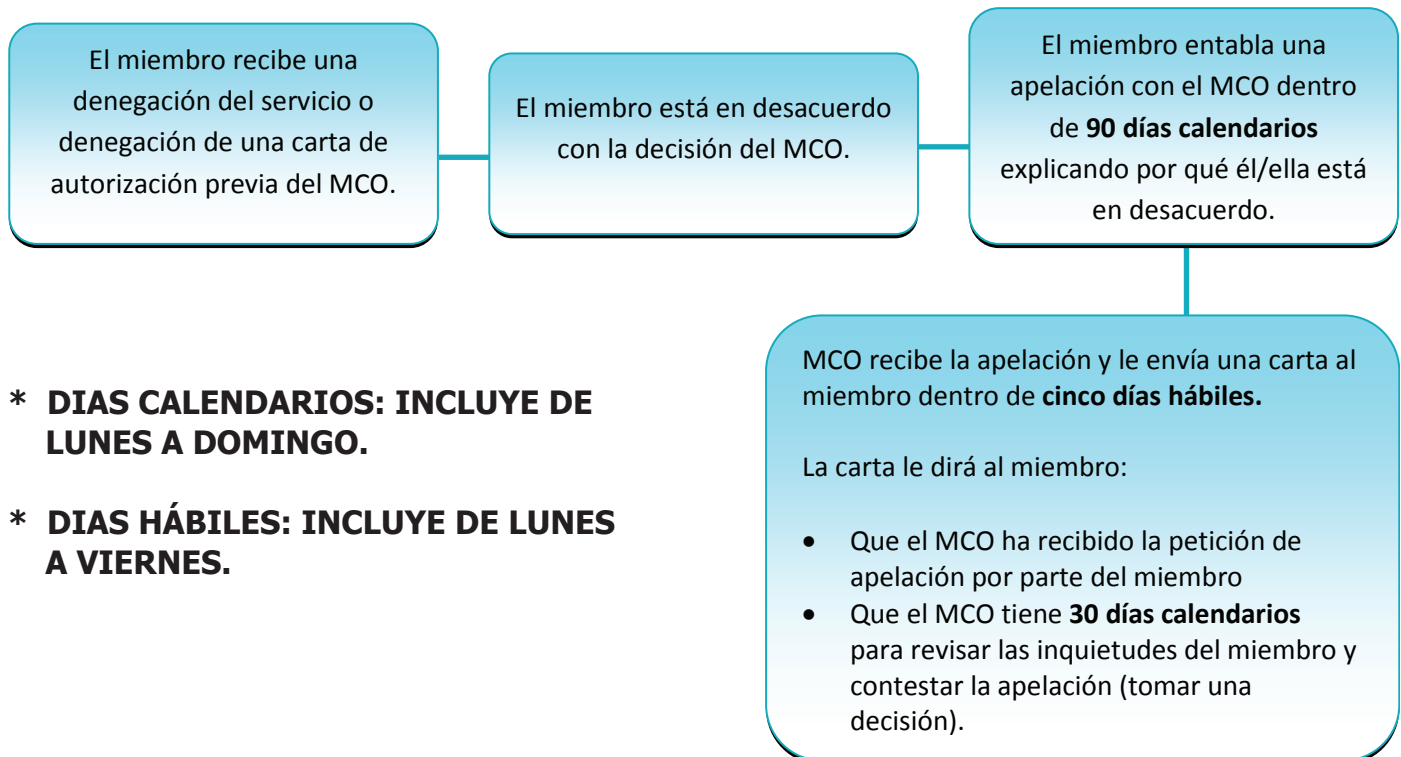 El miembro recibe una
denegación del servicio o
denegación de una carta de
autorización previa del MCO.
El miembro está en desacuerdo
con la decisión del MCO.
El miembro entabla una
apelación con el MCO dentro
de 90 días calendarios
explicando por qué él/ella está
en desacuerdo.
MCO recibe la apelación y le envía una carta al
miembro dentro de cinco días hábiles.
La carta le dirá al miembro:
• Que el MCO ha recibido la petición de
apelación por parte del miembro
• Que el MCO tiene 30 días calendarios
para revisar las inquietudes del miembro y
contestar la apelación (tomar una
decisión).
* DIAS CALENDARIOS: INCLUYE DE
LUNES A DOMINGO.
* DIAS HÁBILES: INCLUYE DE LUNES
A VIERNES.